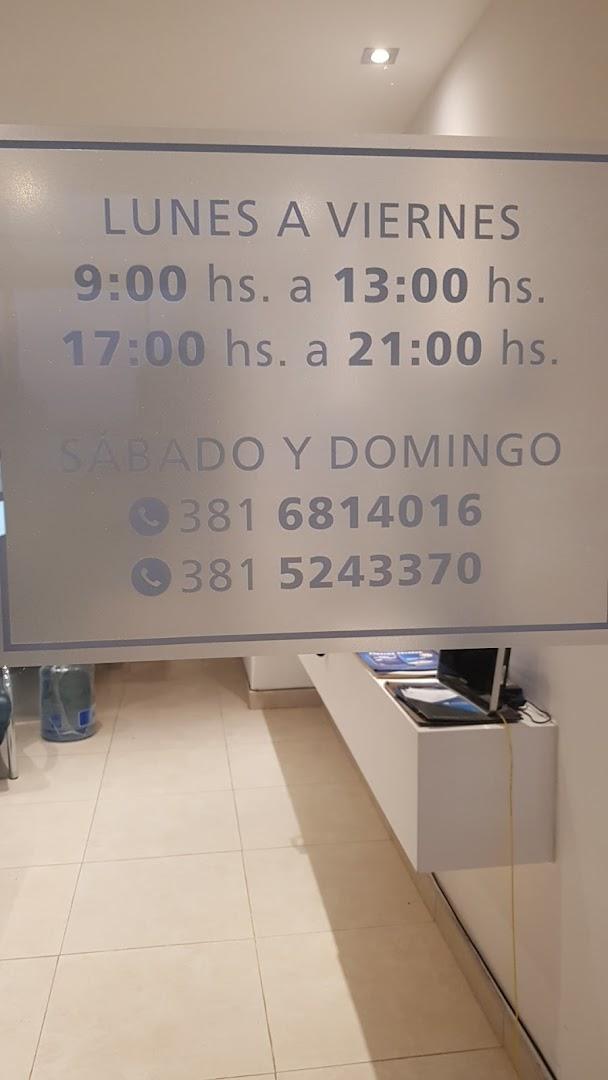 LUNES A VIERNES
9:00 hs. a 13:00 hs.
17:00 hs. a 21:00 hs.
SÁBADO Y DOMINGO
381 6814016
381 5243370